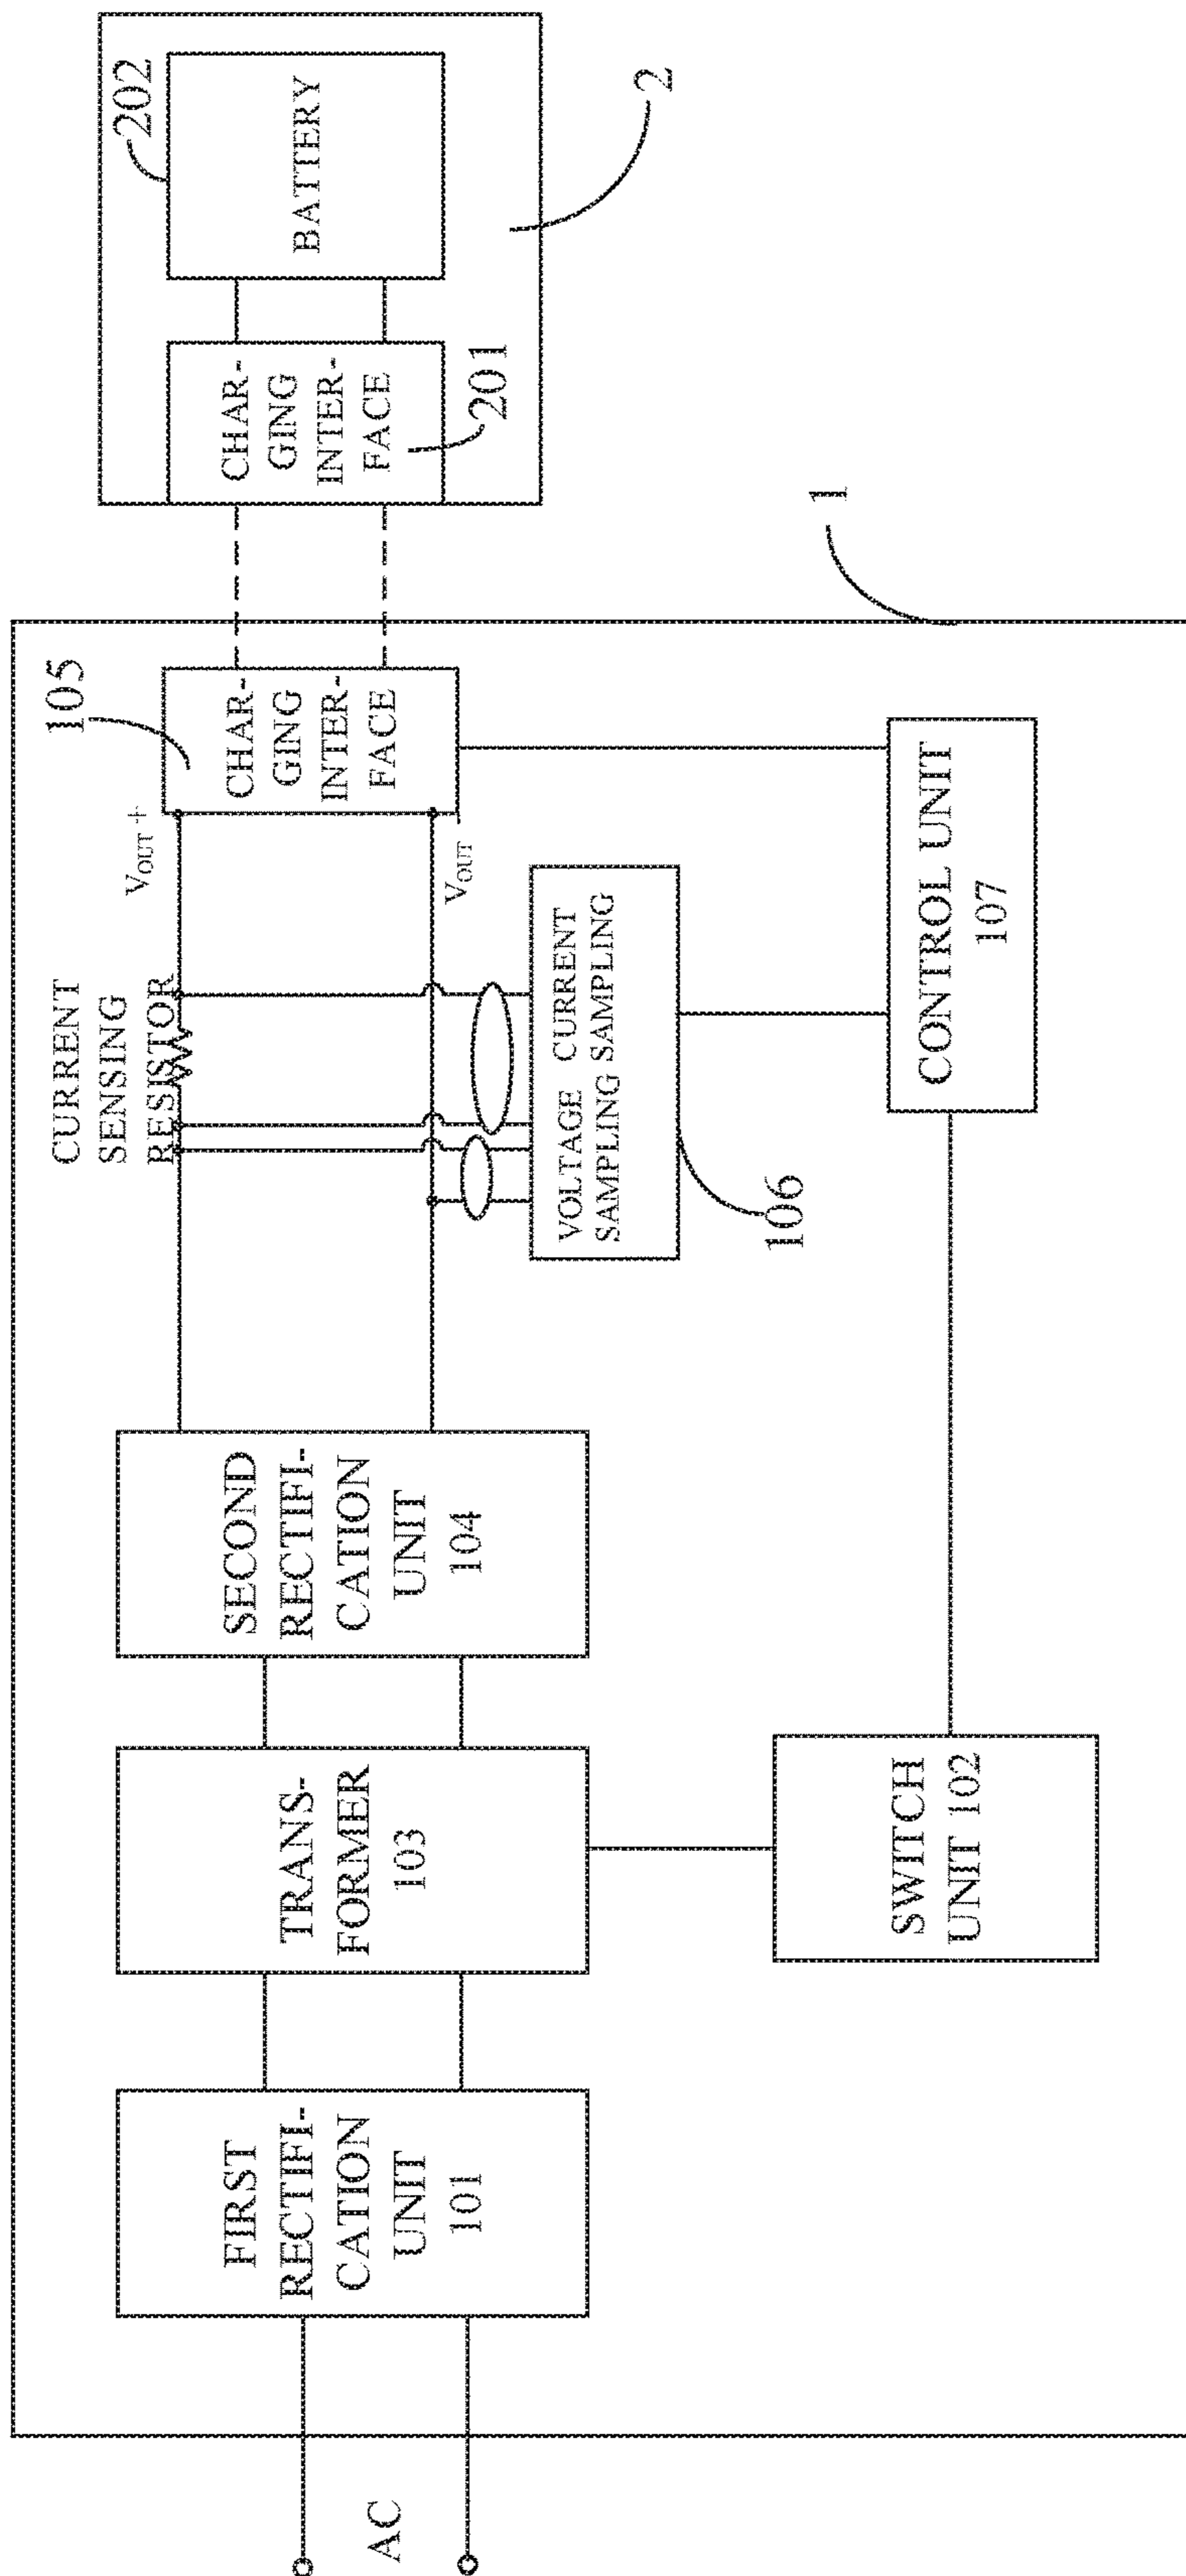 AC
FIRST
RECTIFI-
CATION
UNIT
101
TRANS-
FORMER
103
SECOND
RECTIFI-
CATION
UNIT
104
CURRENT
SENSING
RESISTOR
VOUT +
VOUT -
105
CHAR-
GING
INTER-
FACE
VOLTAGE
SAMPLING
CURRENT
SAMPLING
106
SWITCH
UNIT 102
CONTROL UNIT
107
1
CHAR-
GING
INTER-
FACE
201
BATTERY
202
2